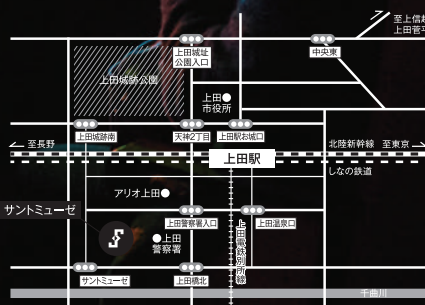 至上信越
上田菅平
上田城址
公園入口
中央東
上田城跡公園
上田
市役所
上田城跡南
天神2丁目
上田駅お城口
至長野
上田駅
北陸新幹線 至東京
しなの鉄道
アリオ上田
サントミューゼ
上田警察署入口
上田温泉口
上田
警察署
上田電鉄別所線
サントミューゼ
上田橋北
千曲川